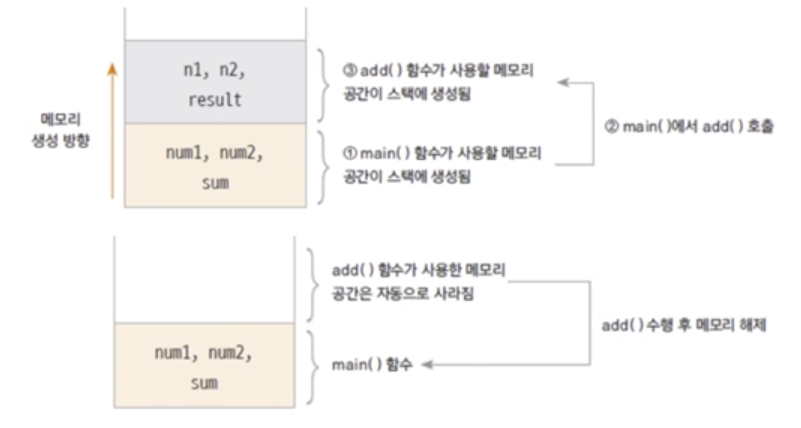 n1, n2,
result
③ add( ) 함수가 사용할 메모리
공간이 스택에 생성됨
메모리
생성 방향
② main( )에서 add( ) 호출
num1, num2,
sum
① main( ) 함수가 사용할 메모리
공간이 스택에 생성됨
add( ) 함수가 사용한 메모리
공간은 자동으로 사라짐
add( ) 수행 후 메모리 해제
num1, num2,
sum
main( ) 함수